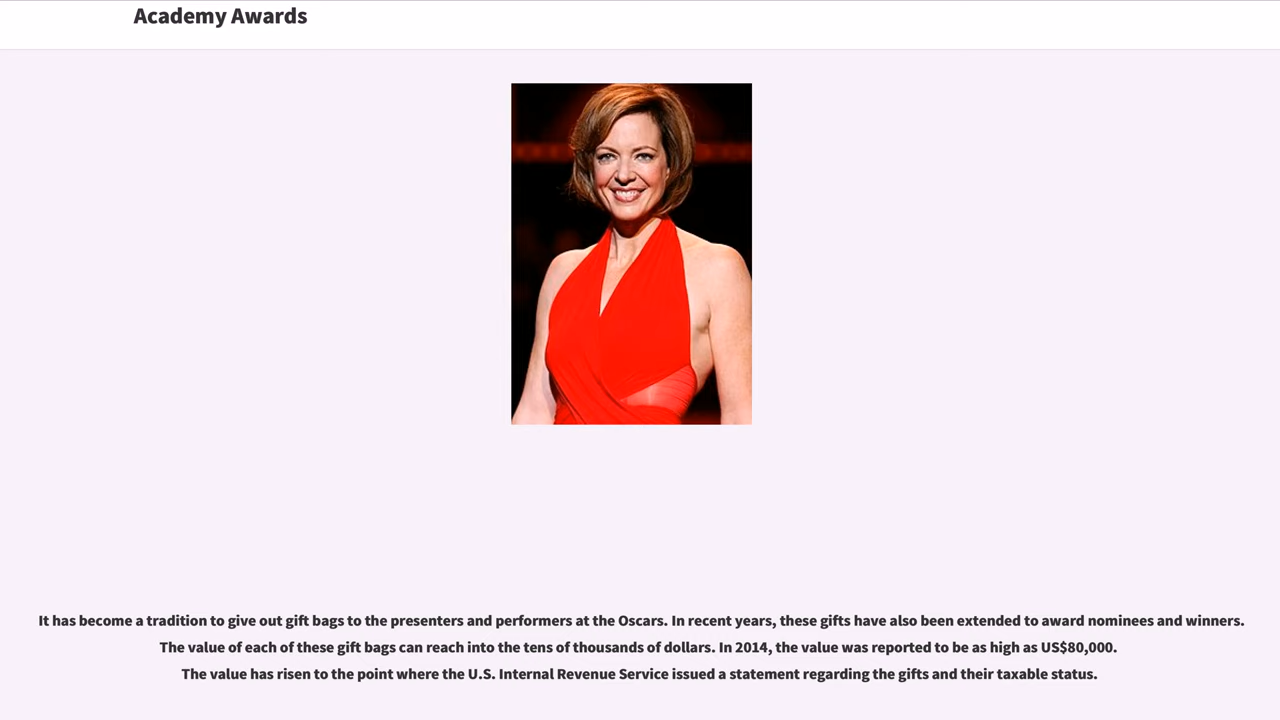 Academy Awards
It has become a tradition to give out gift bags to the presenters and performers at the Oscars. In recent years, these gifts have also been extended to award nominees and winners.
The value of each of these gift bags can reach into the tens of thousands of dollars. In 2014, the value was reported to be as high as US$80,000.
The value has risen to the point where the U.S. Internal Revenue Service issued a statement regarding the gifts and their taxable status.